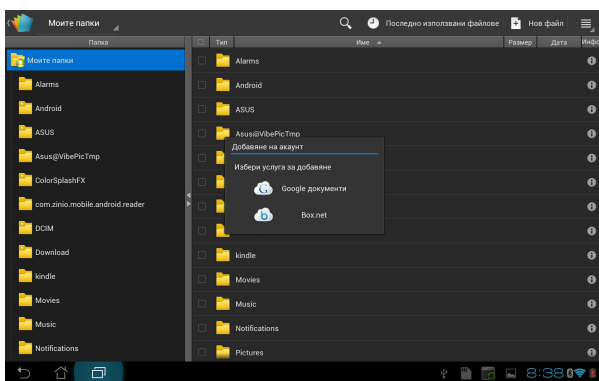 Моите папки
Последно използвани файлове
Нов файл
Папка
Тип
Име
Размер
Дата
Инфо
Моите папки
Alarms
Android
ASUS
Asus@VibePicTmp
ColorSplashFX
com.zinio.mobile.android.reader
DCIM
Download
kindle
Movies
Music
Notifications
Alarms
Android
ASUS
Asus@VibePicTmp
Добавяне на акаунт
Избери услуга за добавяне
Google документи
Box.net
kindle
Movies
Music
Notifications
Pictures
8:38